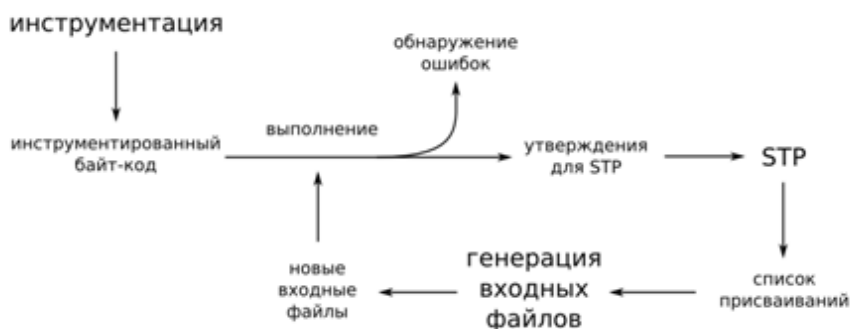 инструментация
обнаружение
ошибок
выполнение
инструментированный
байт-код
утверждения
для STP
STP
новые
входные
файлы
генерация
входных
файлов
список
присваиваний